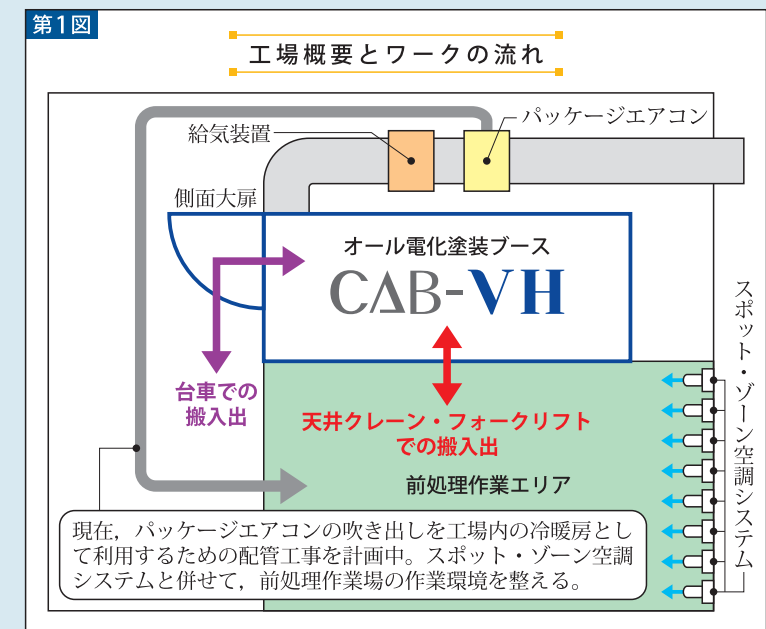 第1図
工場概要とワークの流れ
給気装置
パッケージエアコン
側面大扉
オール電化塗装ブース
CAB-VH
台車での
搬入出
天井クレーン・フォークリフト
での搬入出
前処理作業エリア
スポット・ゾーン空調システム
現在，パッケージエアコンの吹き出しを工場内の冷暖房とし
て利用するための配管工事を計画中。スポット・ゾーン空調
システムと併せて，前処理作業場の作業環境を整える。